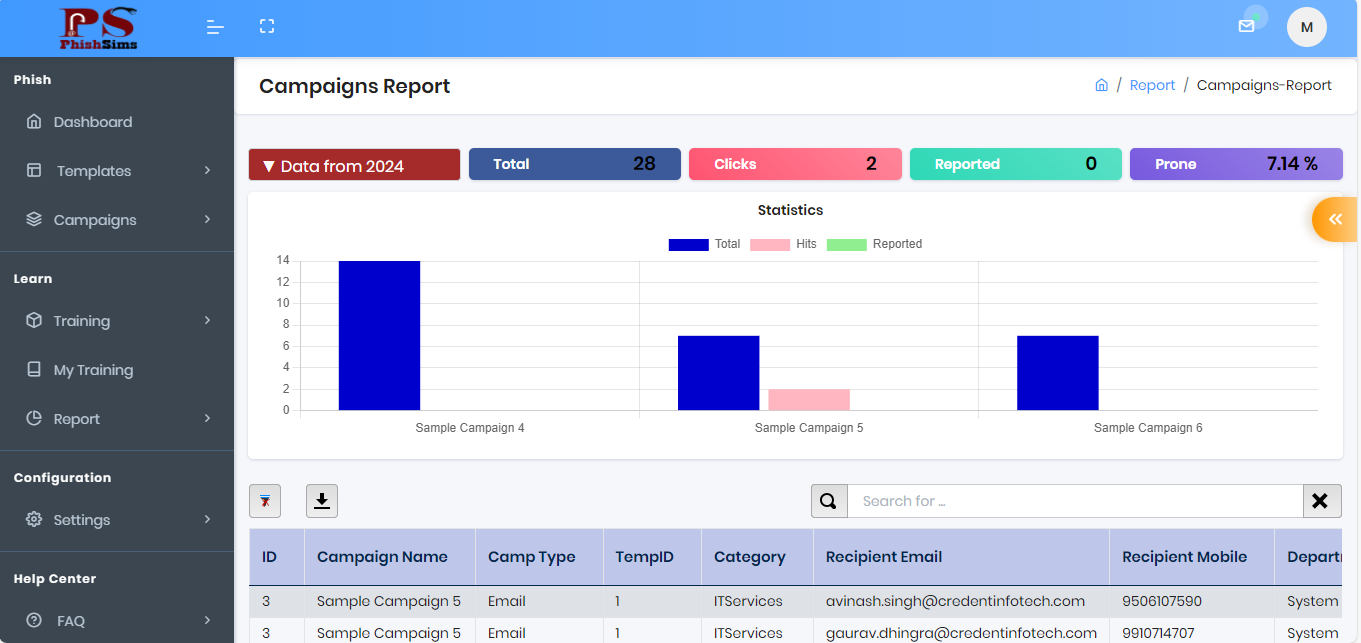 PS
PhishSims
M
Phish
Dashboard
Templates
Campaigns
Learn
Training
My Training
Report
Configuration
Settings
Help Center
FAQ
Campaigns Report
/ Report / Campaigns-Report
▼ Data from 2024
Total 28
Clicks 2
Reported 0
Prone 7.14 %
Statistics
Total Hits Reported
14
12
10
8
6
4
2
0
Sample Campaign 4 Sample Campaign 5 Sample Campaign 6
Search for ...
ID Campaign Name Camp Type TempID Category Recipient Email Recipient Mobile Depart
3 Sample Campaign 5 Email 1 ITServices avinash.singh@credentinfotech.com 9506107590 System
3 Sample Campaign 5 Email 1 ITServices gaurav.dhingra@credentinfotech.com 9910714707 System